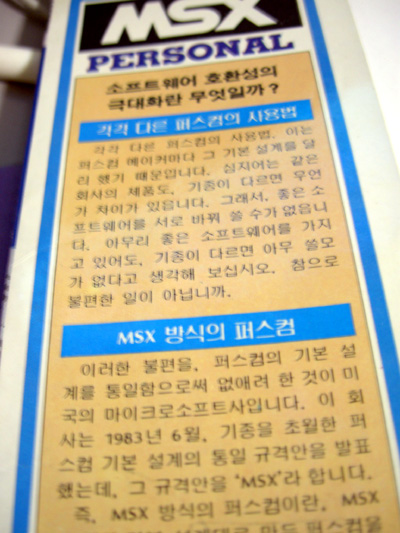 MSX
PERSONAL
소프트웨어 호환성의
극대화란 무엇일까?
각각 다른 퍼스컴의 사용법
각각 다른 퍼스컴의 사용법. 이는
퍼스컴 메이커마다 그 기본 설계를 달
리 했기 때문입니다. 심지어는 같은
회사의 제품도, 기종이 다르면 우연
가 차이가 있읍니다. 그래서, 좋은 소
프트웨어를 서로 바꿔 쓸 수가 없읍니
다. 아무리 좋은 소프트웨어를 가지
고 있어도, 기종이 다르면 아무 쓸모
가 없다고 생각해 보십시오. 참으로
불편한 일이 아닙니까.
MSX 방식의 퍼스컴
이러한 불편을, 퍼스컴의 기본 설
계를 통일함으로써 없애려 한 것이 미
국의 마이크로소프트사입니다. 이 회
사는 1983년 6월, 기종을 초월한 퍼
스컴 기본 설계의 통일 규격안을 발표
했는데, 그 규격안을 'MSX'라 합니다.
즉, MSX 방식의 퍼스컴이란, MSX
설계대로 만든 퍼스컴을